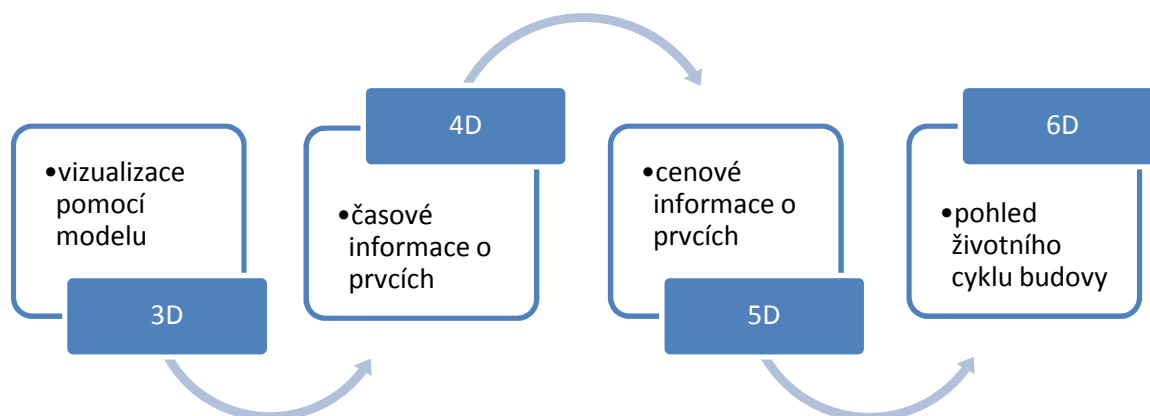 •vizualizace
pomocí
modelu
3D
4D
•časové
informace o
prvcích
•cenové
informace o
prvcích
5D
6D
•pohled
životního
cyklu budovy